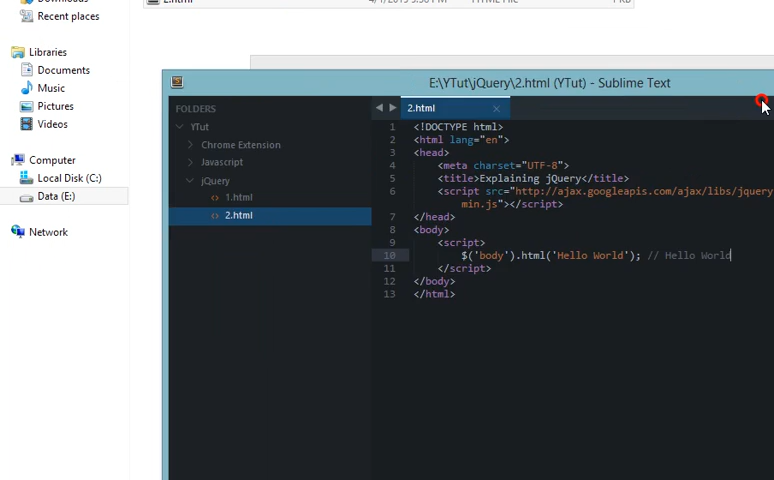 Recent places
Libraries
Documents
Music
Pictures
Videos
Computer
Local Disk (C:)
Data (E:)
Network
E:\YTut\jQuery\2.html (YTut) - Sublime Text
FOLDERS
YTut
Chrome Extension
Javascript
jQuery
1.html
2.html
2.html
1 <!DOCTYPE html>
2 <html lang="en">
3 <head>
4 <meta charset="UTF-8">
5 <title>Explaining jQuery</title>
6 <script src="http://ajax.googleapis.com/ajax/libs/jquery
min.js"></script>
7 </head>
8 <body>
9 <script>
10 $('body').html('Hello World'); // Hello World
11 </script>
12 </body>
13 </html>